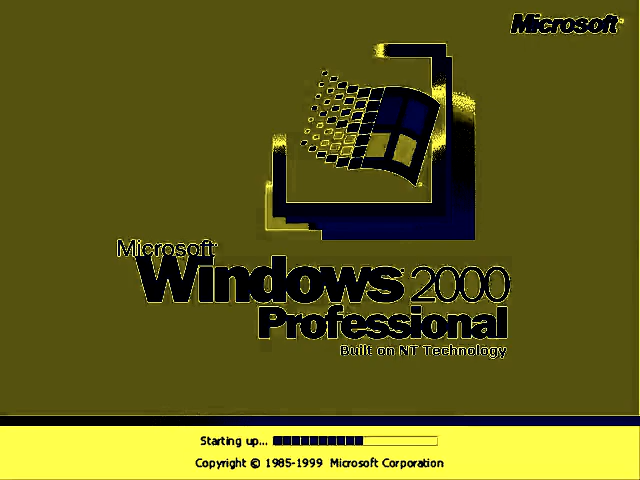 Microsoft®
Microsoft®
Windows 2000
Professional
Built on NT Technology
Starting up...
Copyright © 1985-1999 Microsoft Corporation